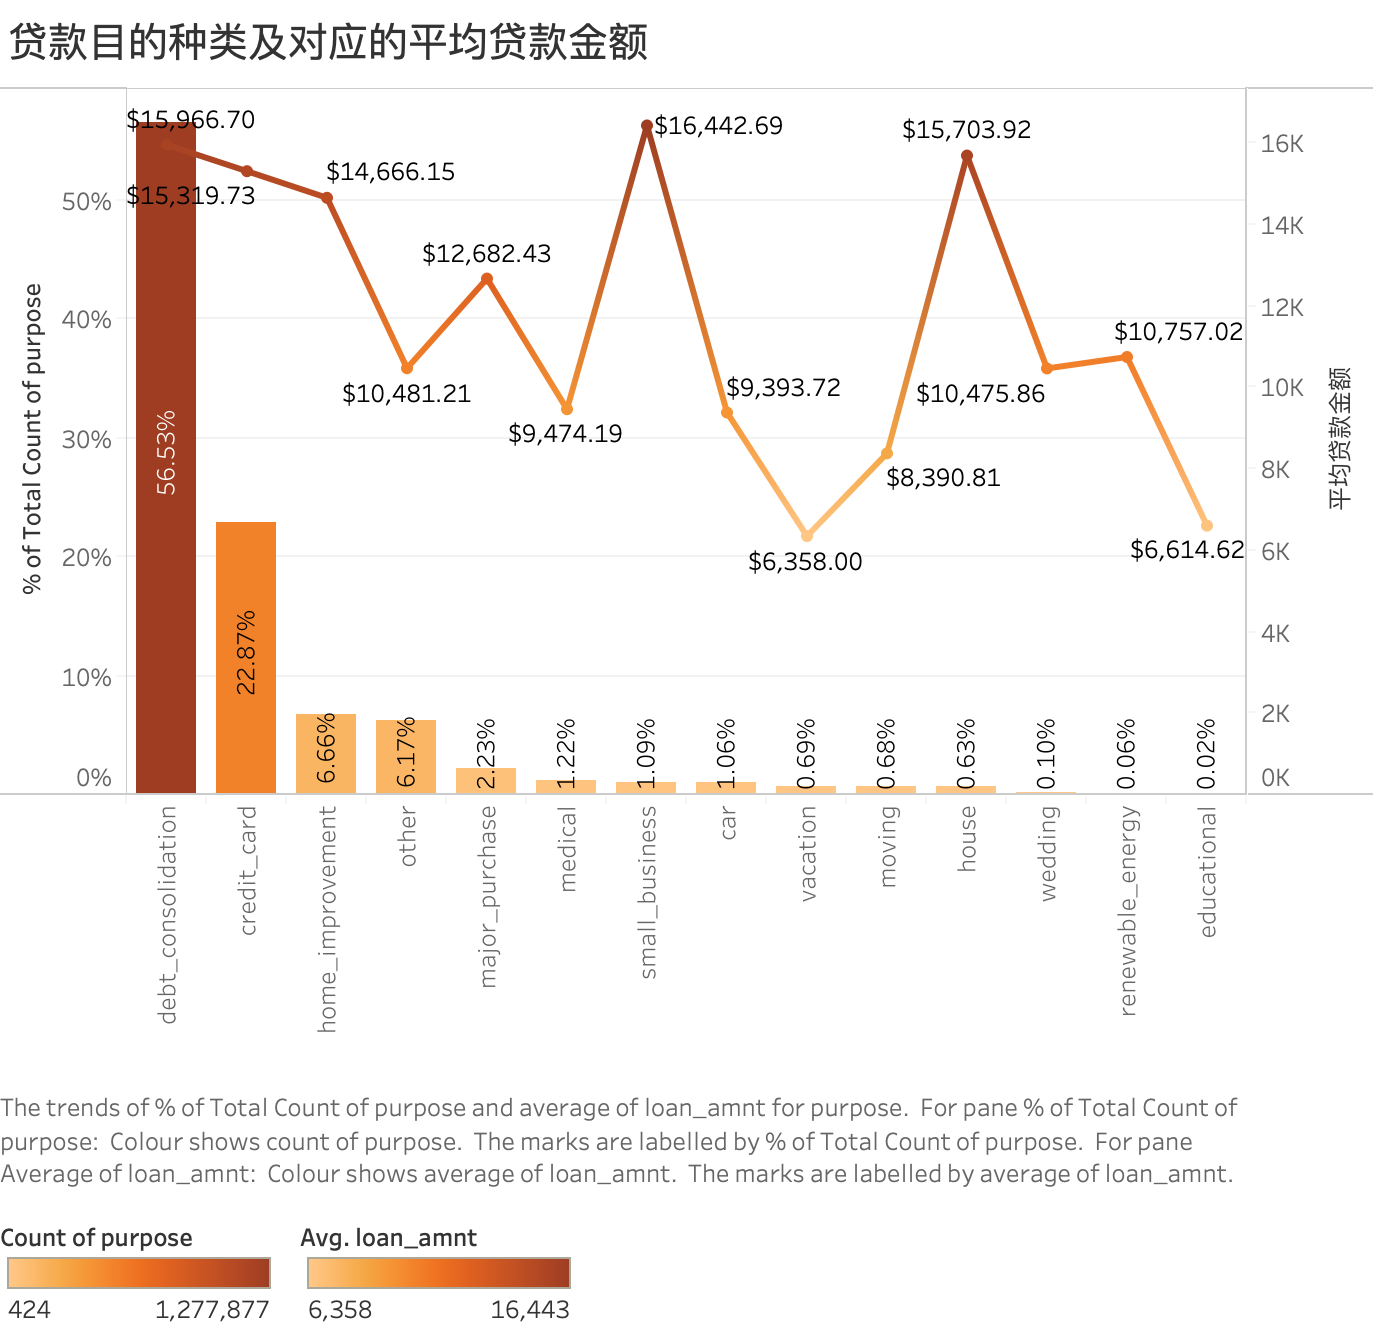 贷款目的种类及对应的平均贷款金额
% of Total Count of purpose
50%
40%
30%
20%
10%
0%
$15,966.70
$15,319.73
$14,666.15
$10,481.21
$12,682.43
$9,474.19
$16,442.69
$9,393.72
$6,358.00
$8,390.81
$15,703.92
$10,475.86
$10,757.02
$6,614.62
56.53%
22.87%
6.66%
6.17%
2.23%
1.22%
1.09%
1.06%
0.69%
0.68%
0.63%
0.10%
0.06%
0.02%
16K
14K
12K
10K
8K
6K
4K
2K
0K
平均贷款金额
debt_consolidation
credit_card
home_improvement
other
major_purchase
medical
small_business
car
vacation
moving
house
wedding
renewable_energy
educational
The trends of % of Total Count of purpose and average of loan_amnt for purpose. For pane % of Total Count of
purpose: Colour shows count of purpose. The marks are labelled by % of Total Count of purpose. For pane
Average of loan_amnt: Colour shows average of loan_amnt. The marks are labelled by average of loan_amnt.
Count of purpose
424 1,277,877
Avg. loan_amnt
6,358 16,443